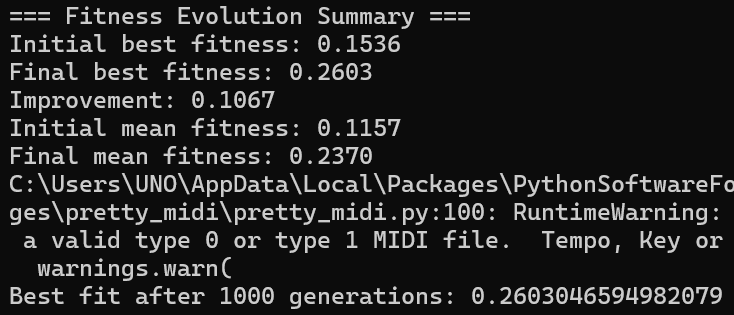 === Fitness Evolution Summary ===
Initial best fitness: 0.1536
Final best fitness: 0.2603
Improvement: 0.1067
Initial mean fitness: 0.1157
Final mean fitness: 0.2370
C:\Users\UNO\AppData\Local\Packages\PythonSoftwareFo
ges\pretty_midi\pretty_midi.py:100: RuntimeWarning:
a valid type 0 or type 1 MIDI file.  Tempo, Key or
warnings.warn(
Best fit after 1000 generations: 0.2603046594982079